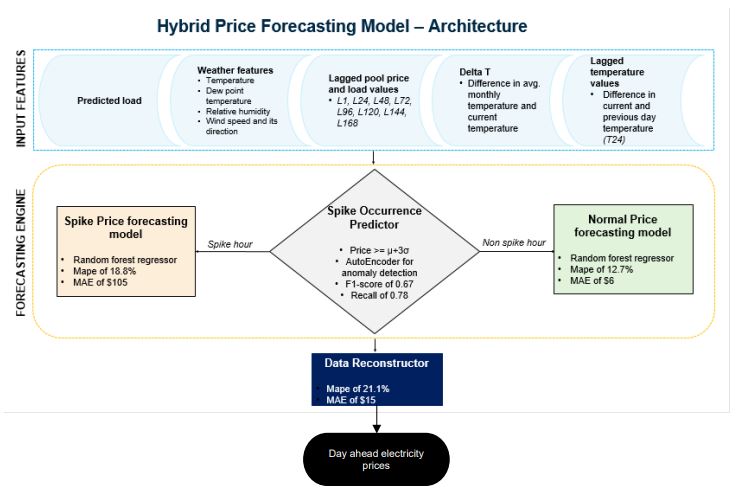 Hybrid Price Forecasting Model – Architecture
INPUT FEATURES
Predicted load
Weather features
• Temperature
• Dew point
temperature
• Relative humidity
• Wind speed and its
direction
Lagged pool price
and load values
• L1, L24, L48, L72,
L96, L120, L144,
L168
Delta T
• Difference in avg.
monthly
temperature and
current
temperature
Lagged
temperature
values
• Difference in
current and
previous day
temperature
(T24)
FORECASTING ENGINE
Spike Price forecasting
model
• Random forest regressor
• Mape of 18.8%
• MAE of $105
Spike hour
Spike Occurrence
Predictor
• Price >= μ+3σ
• AutoEncoder for
anomaly detection
• F1-score of 0.67
• Recall of 0.78
Non spike hour
Normal Price
forecasting model
• Random forest regressor
• Mape of 12.7%
• MAE of $6
Data Reconstructor
• Mape of 21.1%
• MAE of $15
Day ahead electricity
prices